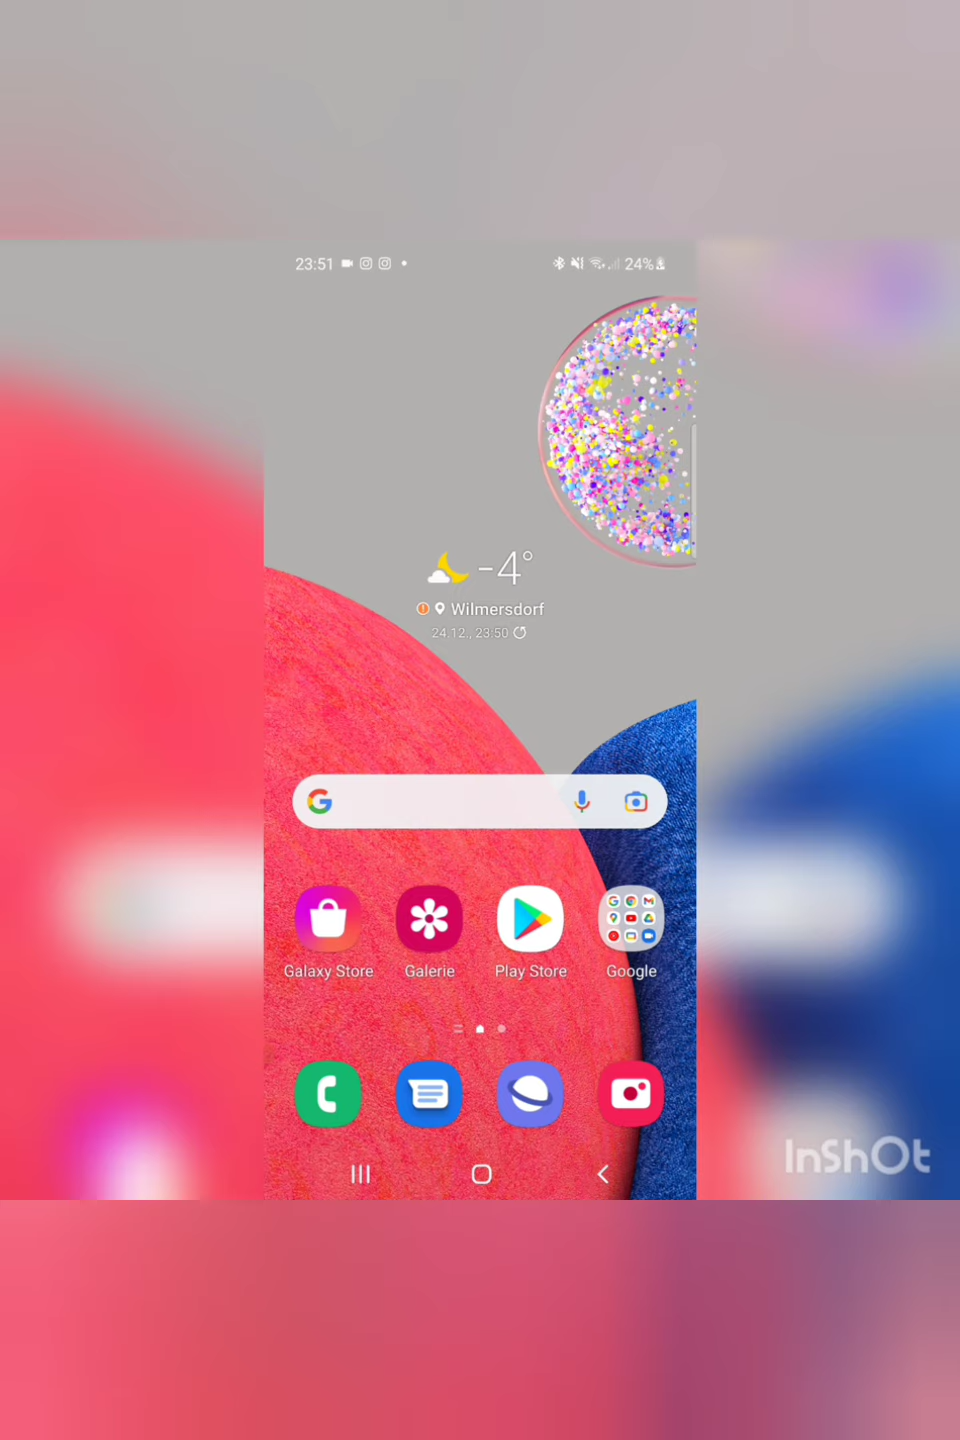 23:51 24%
-4°
Wilmersdorf
24.12., 23:50
G
Galaxy Store Galerie Play Store Google
InShOt